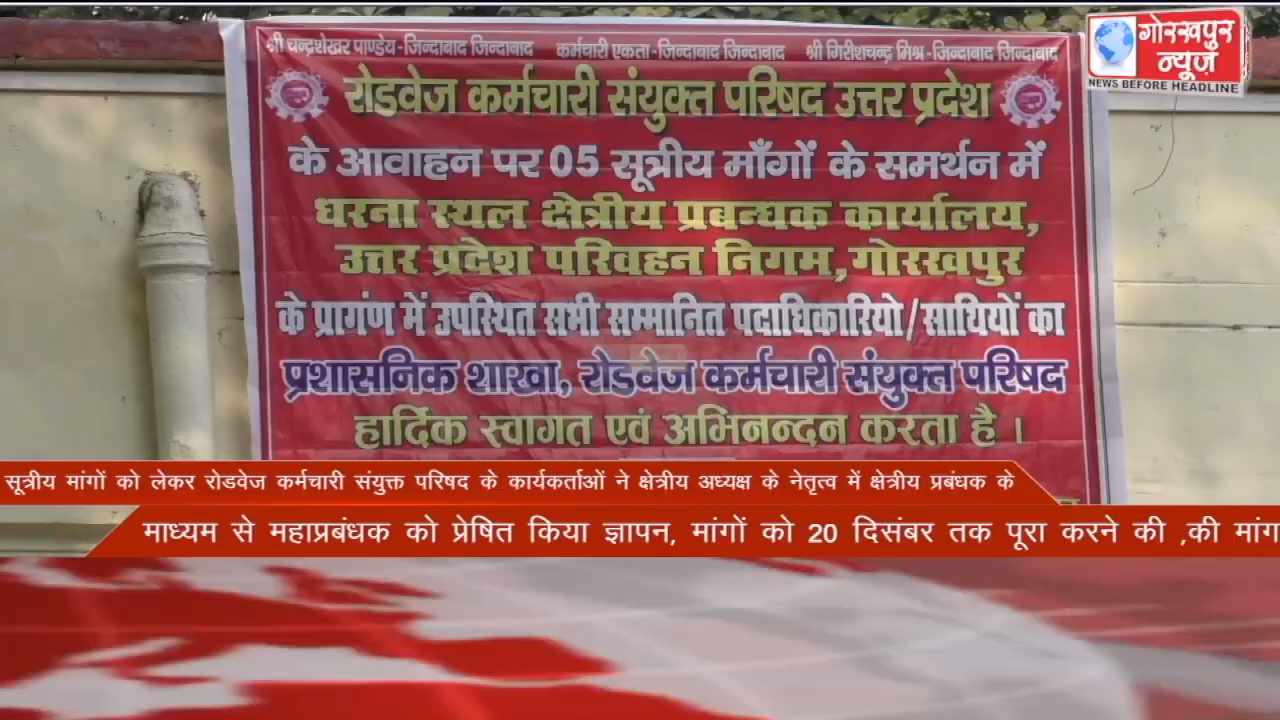 श्री चन्द्रशेखर पाण्डेय-जिन्दाबाद जिन्दाबाद कर्मचारी एकता-जिन्दाबाद जिन्दाबाद श्री गिरीशचन्द्र मिश्र-जिन्दाबाद जिन्दाबाद
गोरखपुर
न्यूज़
NEWS BEFORE HEADLINE
रोडवेज कर्मचारी संयुक्त परिषद उत्तर प्रदेश
के आवाहन पर 05 सूत्रीय माँगों के समर्थन में
धरना स्थल क्षेत्रीय प्रबन्धक कार्यालय,
उत्तर प्रदेश परिवहन निगम,गोरखपुर
के प्रागंण में उपस्थित सभी सम्मानित पदाधिकारियो/साथियों का
प्रशासनिक शाखा, रोडवेज कर्मचारी संयुक्त परिषद
हार्दिक स्वागत एवं अभिनन्दन करता है ।
सूत्रीय मांगों को लेकर रोडवेज कर्मचारी संयुक्त परिषद के कार्यकर्ताओं ने क्षेत्रीय अध्यक्ष के नेतृत्व में क्षेत्रीय प्रबंधक के
माध्यम से महाप्रबंधक को प्रेषित किया ज्ञापन, मांगों को 20 दिसंबर तक पूरा करने की ,की मांग